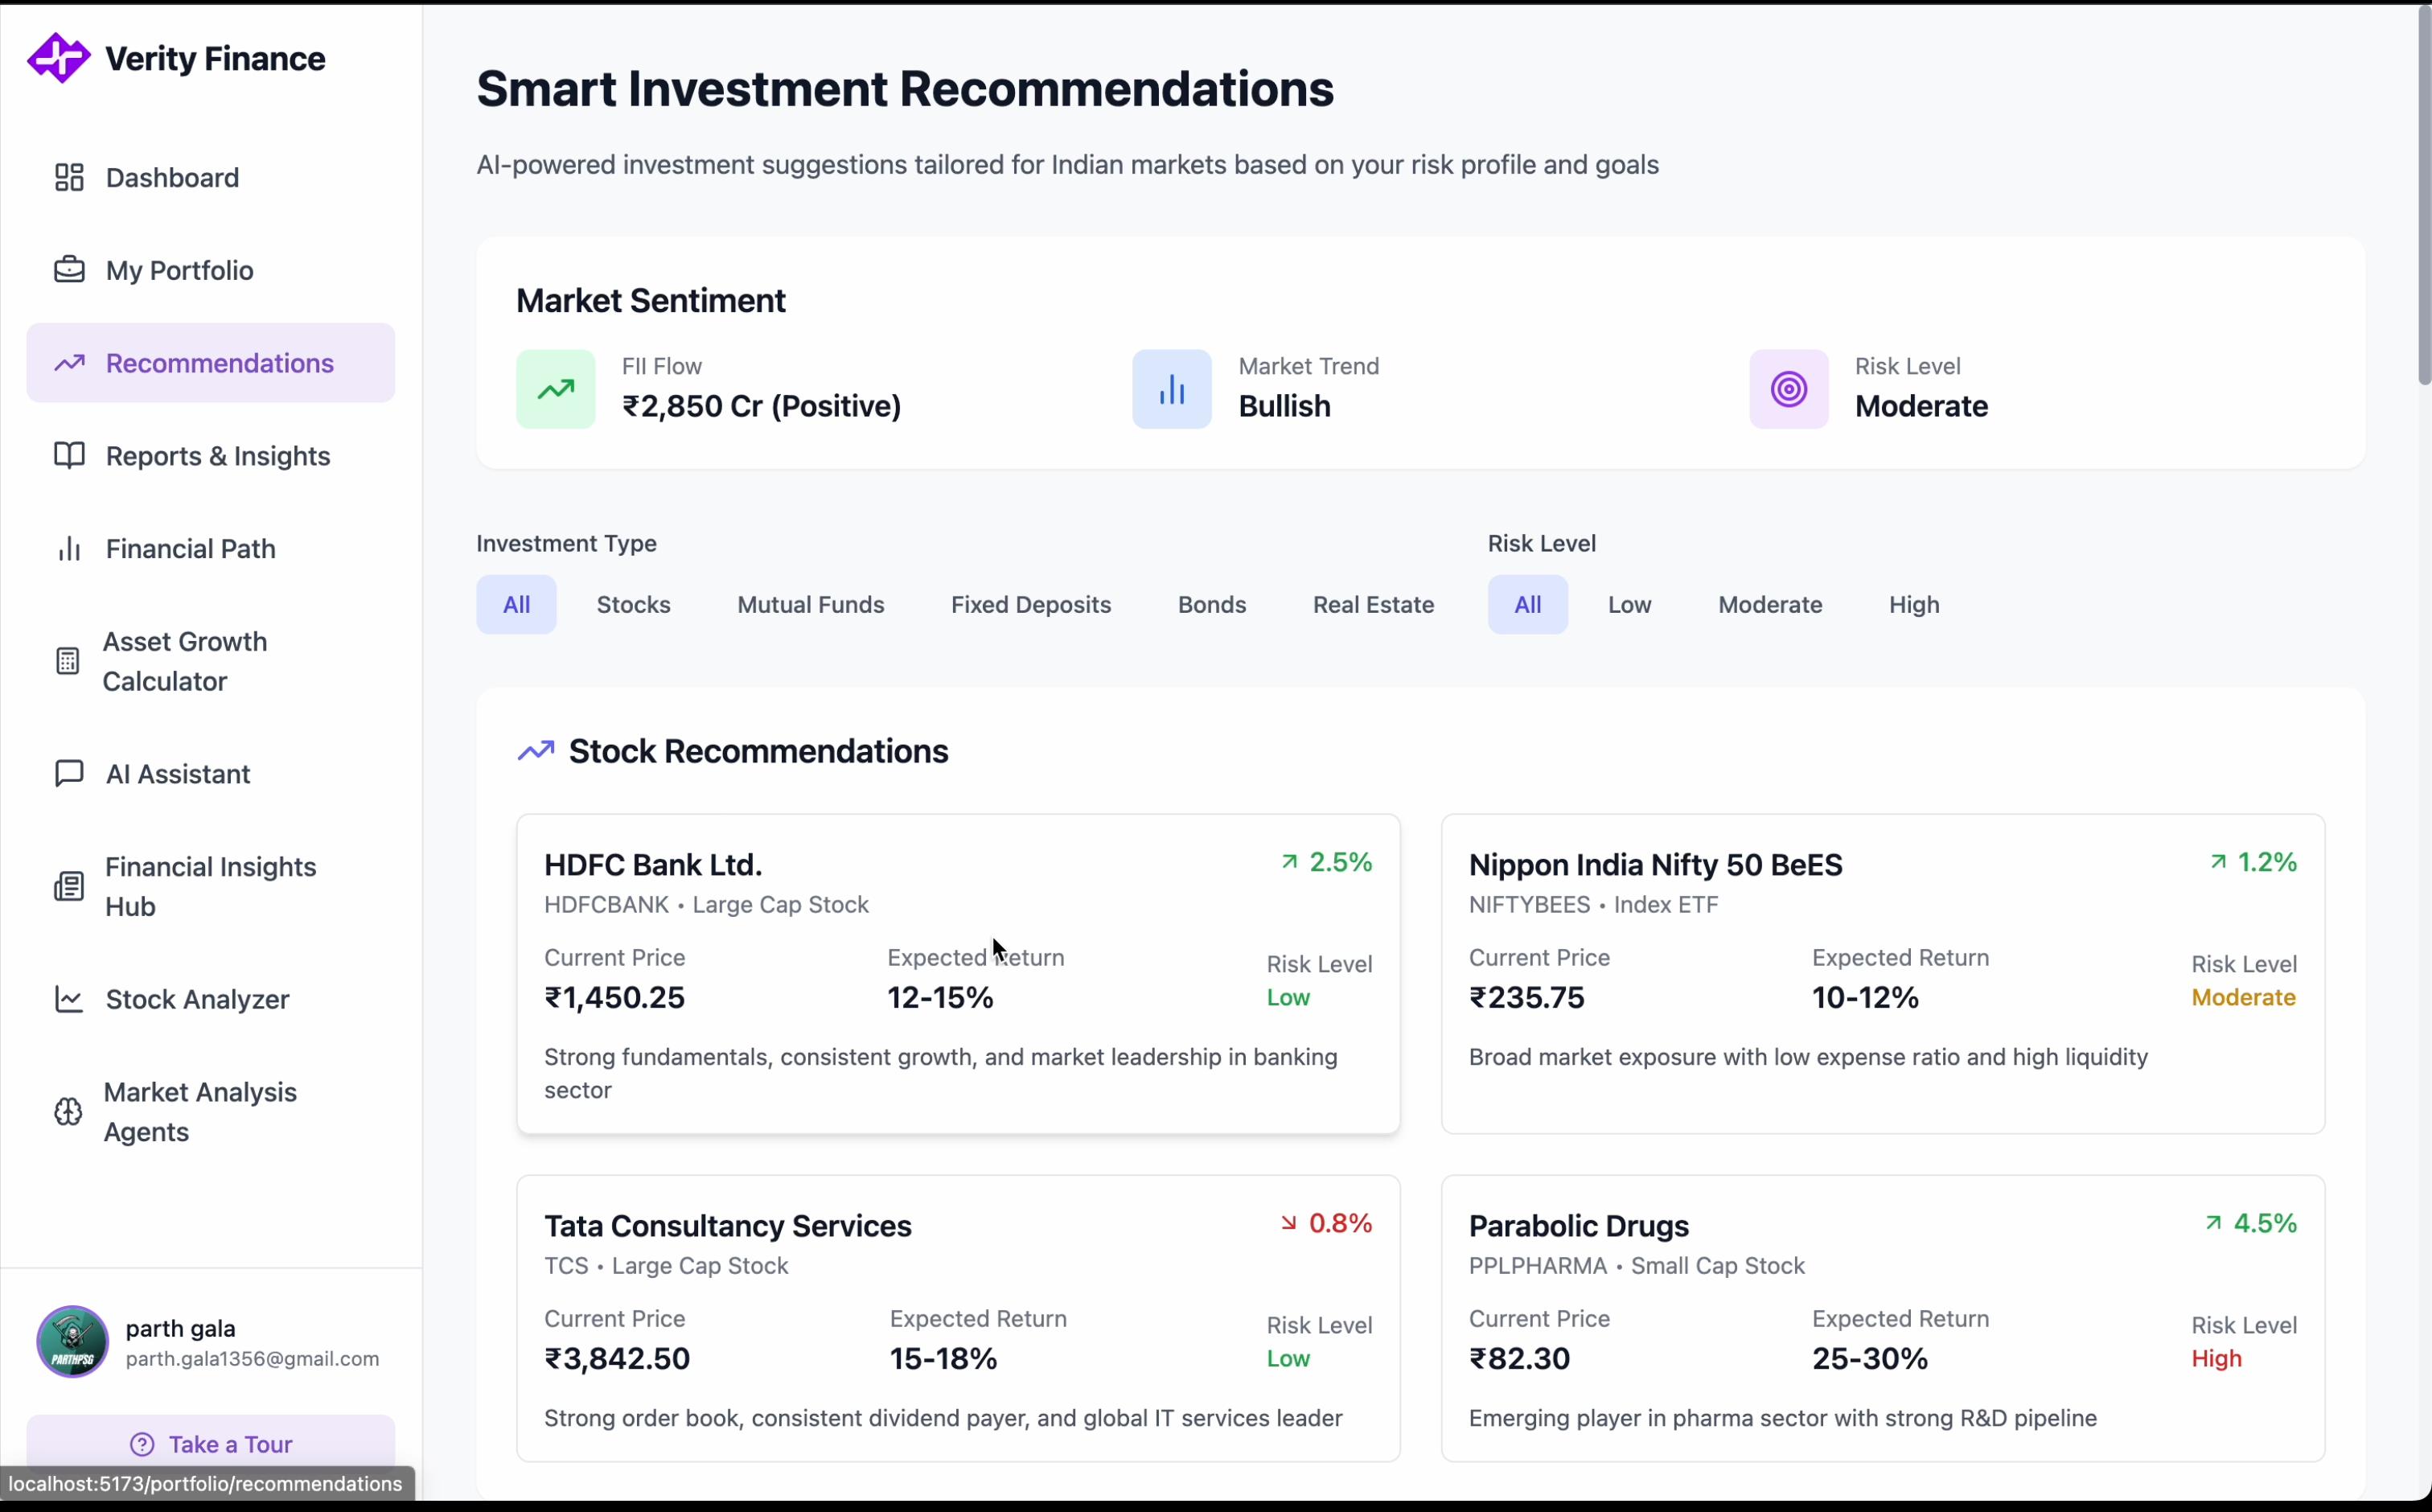 Verity Finance
Dashboard
My Portfolio
Recommendations
Reports & Insights
Financial Path
Asset Growth
Calculator
AI Assistant
Financial Insights
Hub
Stock Analyzer
Market Analysis
Agents
PARTHPSG
parth gala
parth.gala1356@gmail.com
Take a Tour
localhost:5173/portfolio/recommendations
Smart Investment Recommendations
AI-powered investment suggestions tailored for Indian markets based on your risk profile and goals
Market Sentiment
FII Flow
₹2,850 Cr (Positive)
Market Trend
Bullish
Risk Level
Moderate
Investment Type
All Stocks Mutual Funds Fixed Deposits Bonds Real Estate
Risk Level
All Low Moderate High
Stock Recommendations
HDFC Bank Ltd.
2.5%
HDFCBANK • Large Cap Stock
Current Price
₹1,450.25
Expected Return
12-15%
Risk Level
Low
Strong fundamentals, consistent growth, and market leadership in banking
sector
Nippon India Nifty 50 BeES
1.2%
NIFTYBEES • Index ETF
Current Price
₹235.75
Expected Return
10-12%
Risk Level
Moderate
Broad market exposure with low expense ratio and high liquidity
Tata Consultancy Services
0.8%
TCS • Large Cap Stock
Current Price
₹3,842.50
Expected Return
15-18%
Risk Level
Low
Strong order book, consistent dividend payer, and global IT services leader
Parabolic Drugs
4.5%
PPLPHARMA • Small Cap Stock
Current Price
₹82.30
Expected Return
25-30%
Risk Level
High
Emerging player in pharma sector with strong R&D pipeline